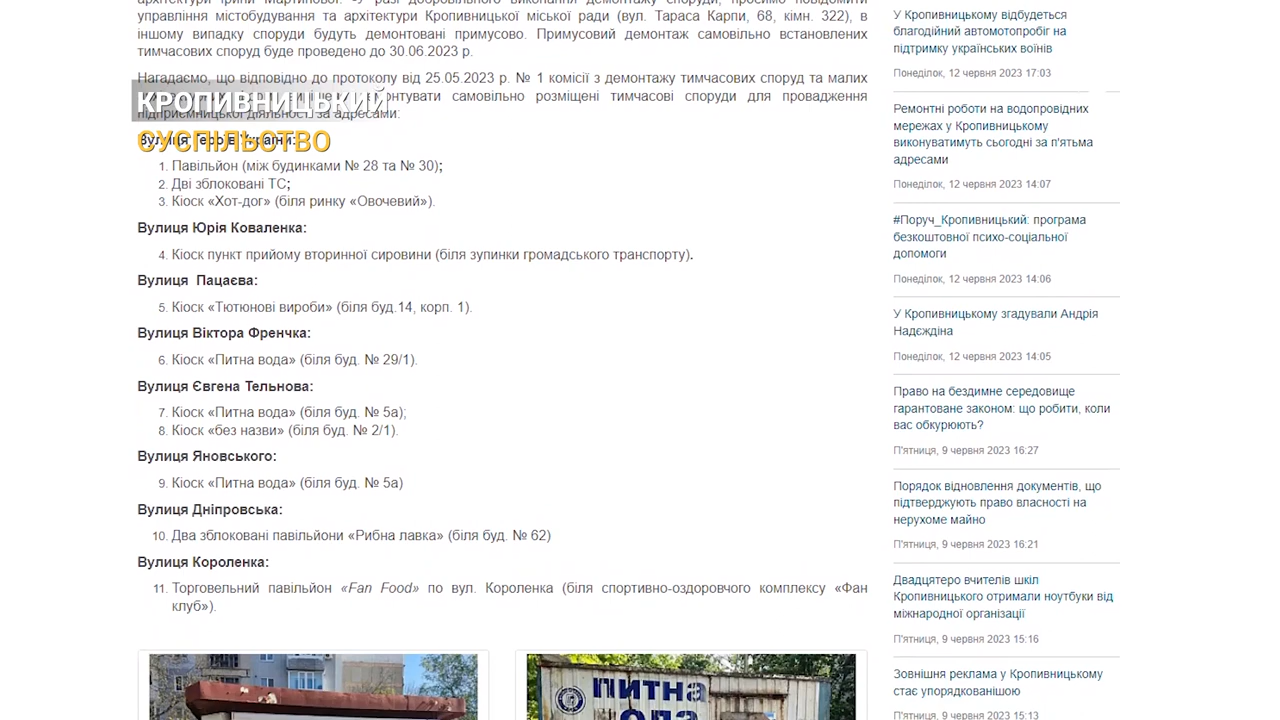 архітектури Ірини Мартинової. «У разі добровільного виконання демонтажу споруди, просимо повідомити
управління містобудування та архітектури Кропивницької міської ради (вул. Тараса Карпи, 68, кімн. 322), в
іншому випадку споруди будуть демонтовані примусово. Примусовий демонтаж самовільно встановлених
тимчасових споруд буде проведено до 30.06.2023 р.
Нагадаємо, що відповідно до протоколу від 25.05.2023 р. № 1 комісії з демонтажу тимчасових споруд та малих
самовільно розміщені тимчасові споруди для провадження
підприємницької діяльності за адресами:
КРОПИВНИЦЬКИЙ
СУСПІЛЬСТВО
Вулиця Героїв України:
1. Павільйон (між будинками № 28 та № 30);
2. Дві зблоковані ТС;
3. Кіоск «Хот-дог» (біля ринку «Овочевий»).
Вулиця Юрія Коваленка:
4. Кіоск пункт прийому вторинної сировини (біля зупинки громадського транспорту).
Вулиця Пацаєва:
5. Кіоск «Тютюнові вироби» (біля буд.14, корп. 1).
Вулиця Віктора Френчка:
6. Кіоск «Питна вода» (біля буд. № 29/1).
Вулиця Євгена Тельнова:
7. Кіоск «Питна вода» (біля буд. № 5а);
8. Кіоск «без назви» (біля буд. № 2/1).
Вулиця Яновського:
9. Кіоск «Питна вода» (біля буд. № 5а)
Вулиця Дніпровська:
10. Два зблоковані павільйони «Рибна лавка» (біля буд. № 62)
Вулиця Короленка:
11. Торговельний павільйон «Fan Food» по вул. Короленка (біля спортивно-оздоровчого комплексу «Фан
клуб»).
ПИТНА
ОДА
У Кропивницькому відбудеться
благодійний автомотопробіг на
підтримку українських воїнів
Понеділок, 12 червня 2023 17:03
Ремонтні роботи на водопровідних
мережах у Кропивницькому
виконуватимуть сьогодні за п'ятьма
адресами
Понеділок, 12 червня 2023 14:07
#Поруч_Кропивницький: програма
безкоштовної психо-соціальної
допомоги
Понеділок, 12 червня 2023 14:06
У Кропивницькому згадували Андрія
Надєждіна
Понеділок, 12 червня 2023 14:05
Право на бездимне середовище
гарантоване законом: що робити, коли
вас обкурюють?
П'ятниця, 9 червня 2023 16:27
Порядок відновлення документів, що
підтверджують право власності на
нерухоме майно
П'ятниця, 9 червня 2023 16:21
Двадцятеро вчителів шкіл
Кропивницького отримали ноутбуки від
міжнародної організації
П'ятниця, 9 червня 2023 15:16
Зовнішня реклама у Кропивницькому
стає упорядкованішою
П'ятниця, 9 червня 2023 15:13